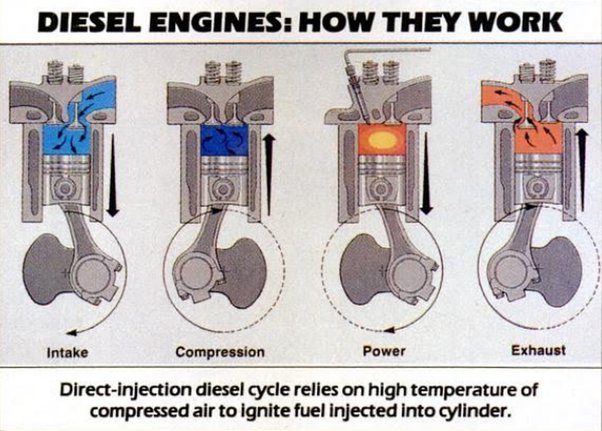 DIESEL ENGINES: HOW THEY WORK
Intake
Compression
Power
Exhaust
Direct-injection diesel cycle relies on high temperature of
compressed air to ignite fuel injected into cylinder.